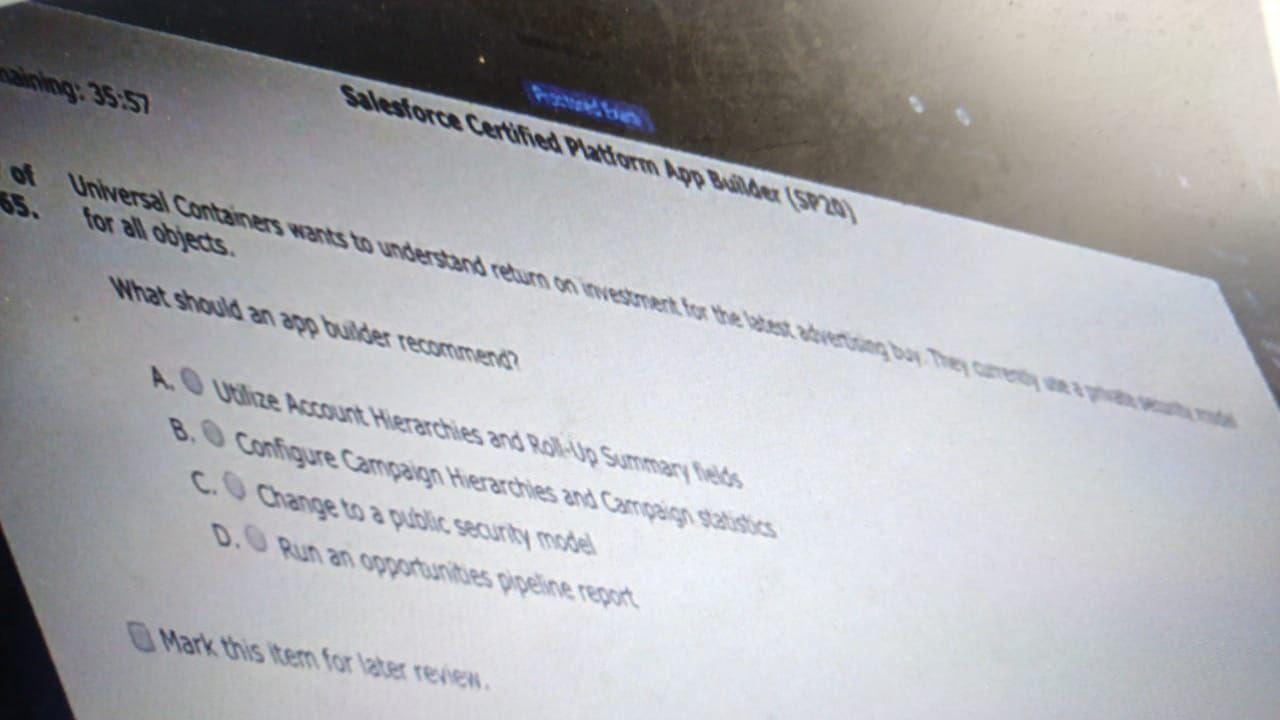 maining: 35:57
Proctored Exam
Salesforce Certified Platform App Builder (SP20)
of
65.
Universal Containers wants to understand return on investment for the latest advertising buy. They currently use a private security model
for all objects.
What should an app builder recommend?
A. Utilize Account Hierarchies and Roll-Up Summary fields
B. Configure Campaign Hierarchies and Campaign statistics
C. Change to a public security model
D. Run an opportunities pipeline report
Mark this item for later review.